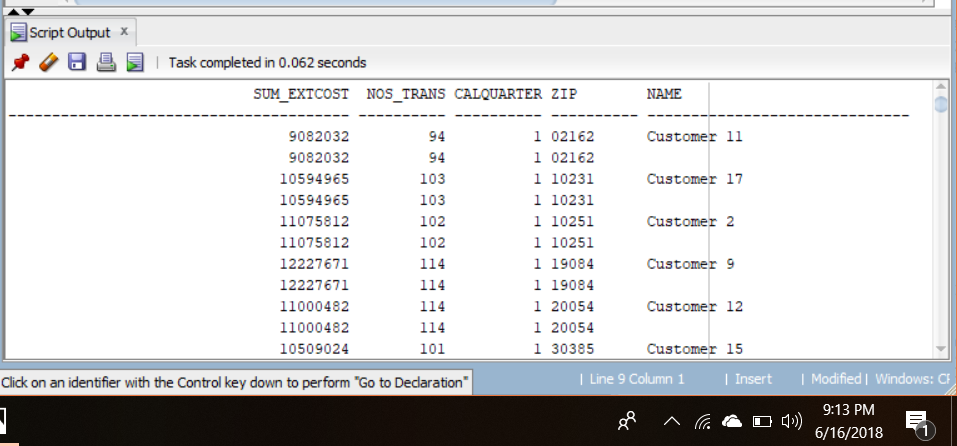 Script Output x
Task completed in 0.062 seconds
SUM_EXTCOST NOS_TRANS CALQUARTER ZIP NAME
--------------------------------------- ---------- ---------- ---------- ------------------------------
9082032 94 1 02162 Customer 11
9082032 94 1 02162
10594965 103 1 10231 Customer 17
10594965 103 1 10231
11075812 102 1 10251 Customer 2
11075812 102 1 10251
12227671 114 1 19084 Customer 9
12227671 114 1 19084
11000482 114 1 20054 Customer 12
11000482 114 1 20054
10509024 101 1 30385 Customer 15
Click on an identifier with the Control key down to perform "Go to Declaration"
| Line 9 Column 1 | Insert | Modified | Windows:
9:13 PM
6/16/2018
1